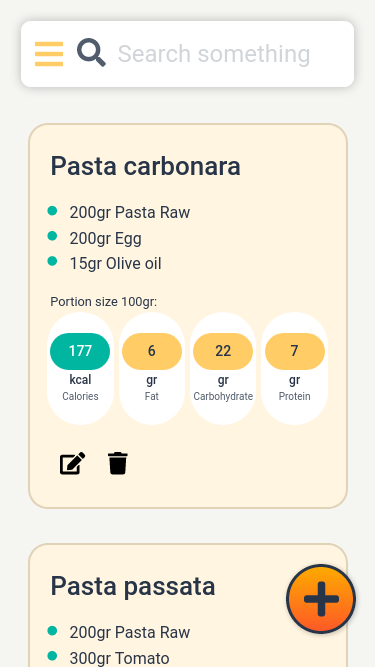 Search something
Pasta carbonara
200gr Pasta Raw
200gr Egg
15gr Olive oil
Portion size 100gr:
177 6 22 7
kcal gr gr gr
Calories Fat Carbohydrate Protein
Pasta passata
200gr Pasta Raw
300gr Tomato